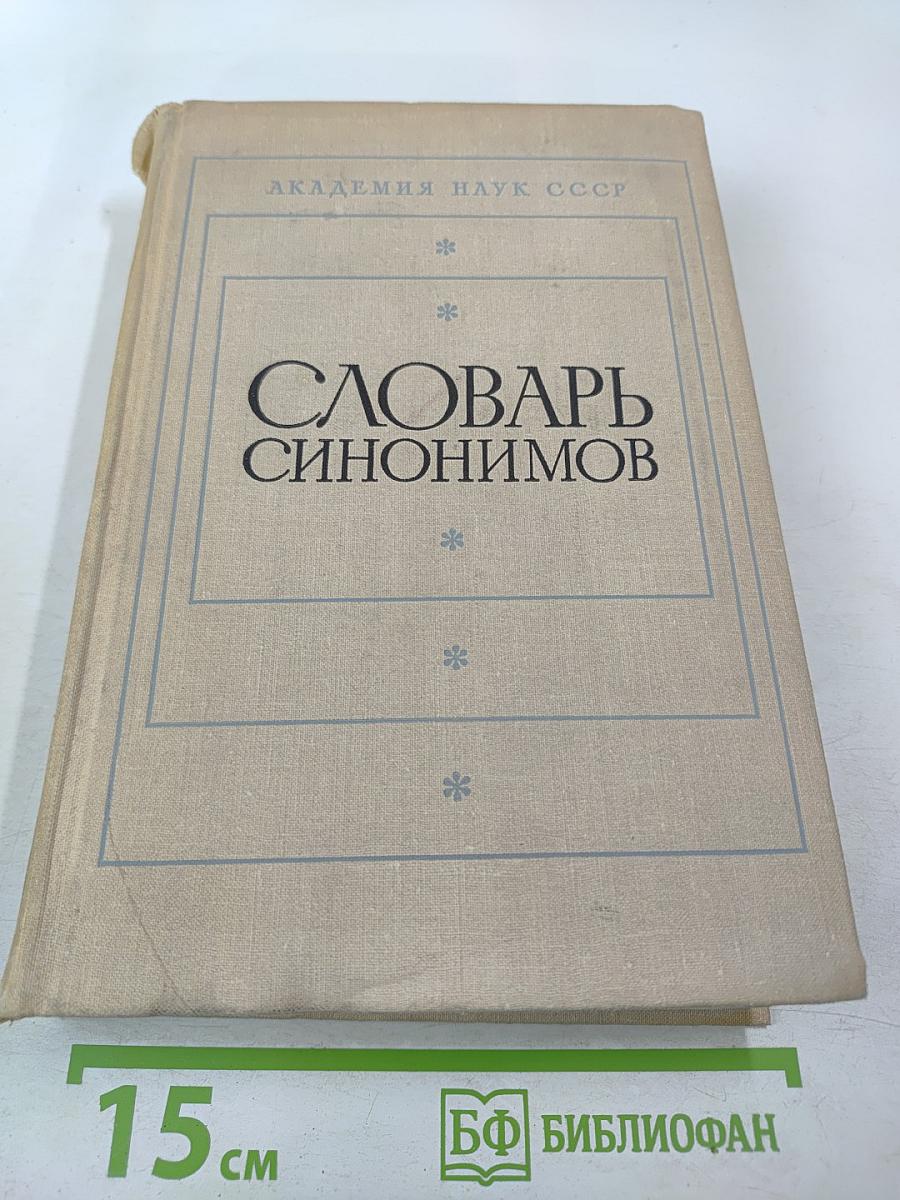 АКАДЕМИЯ НАУК СССР
СЛОВАРЬ
СИНОНИМОВ
15 см
БФ БИБЛИОФАН